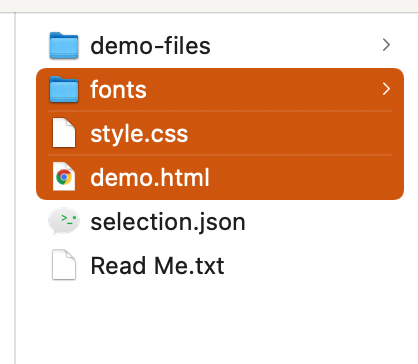 demo-files
fonts
style.css
demo.html
selection.json
Read Me.txt